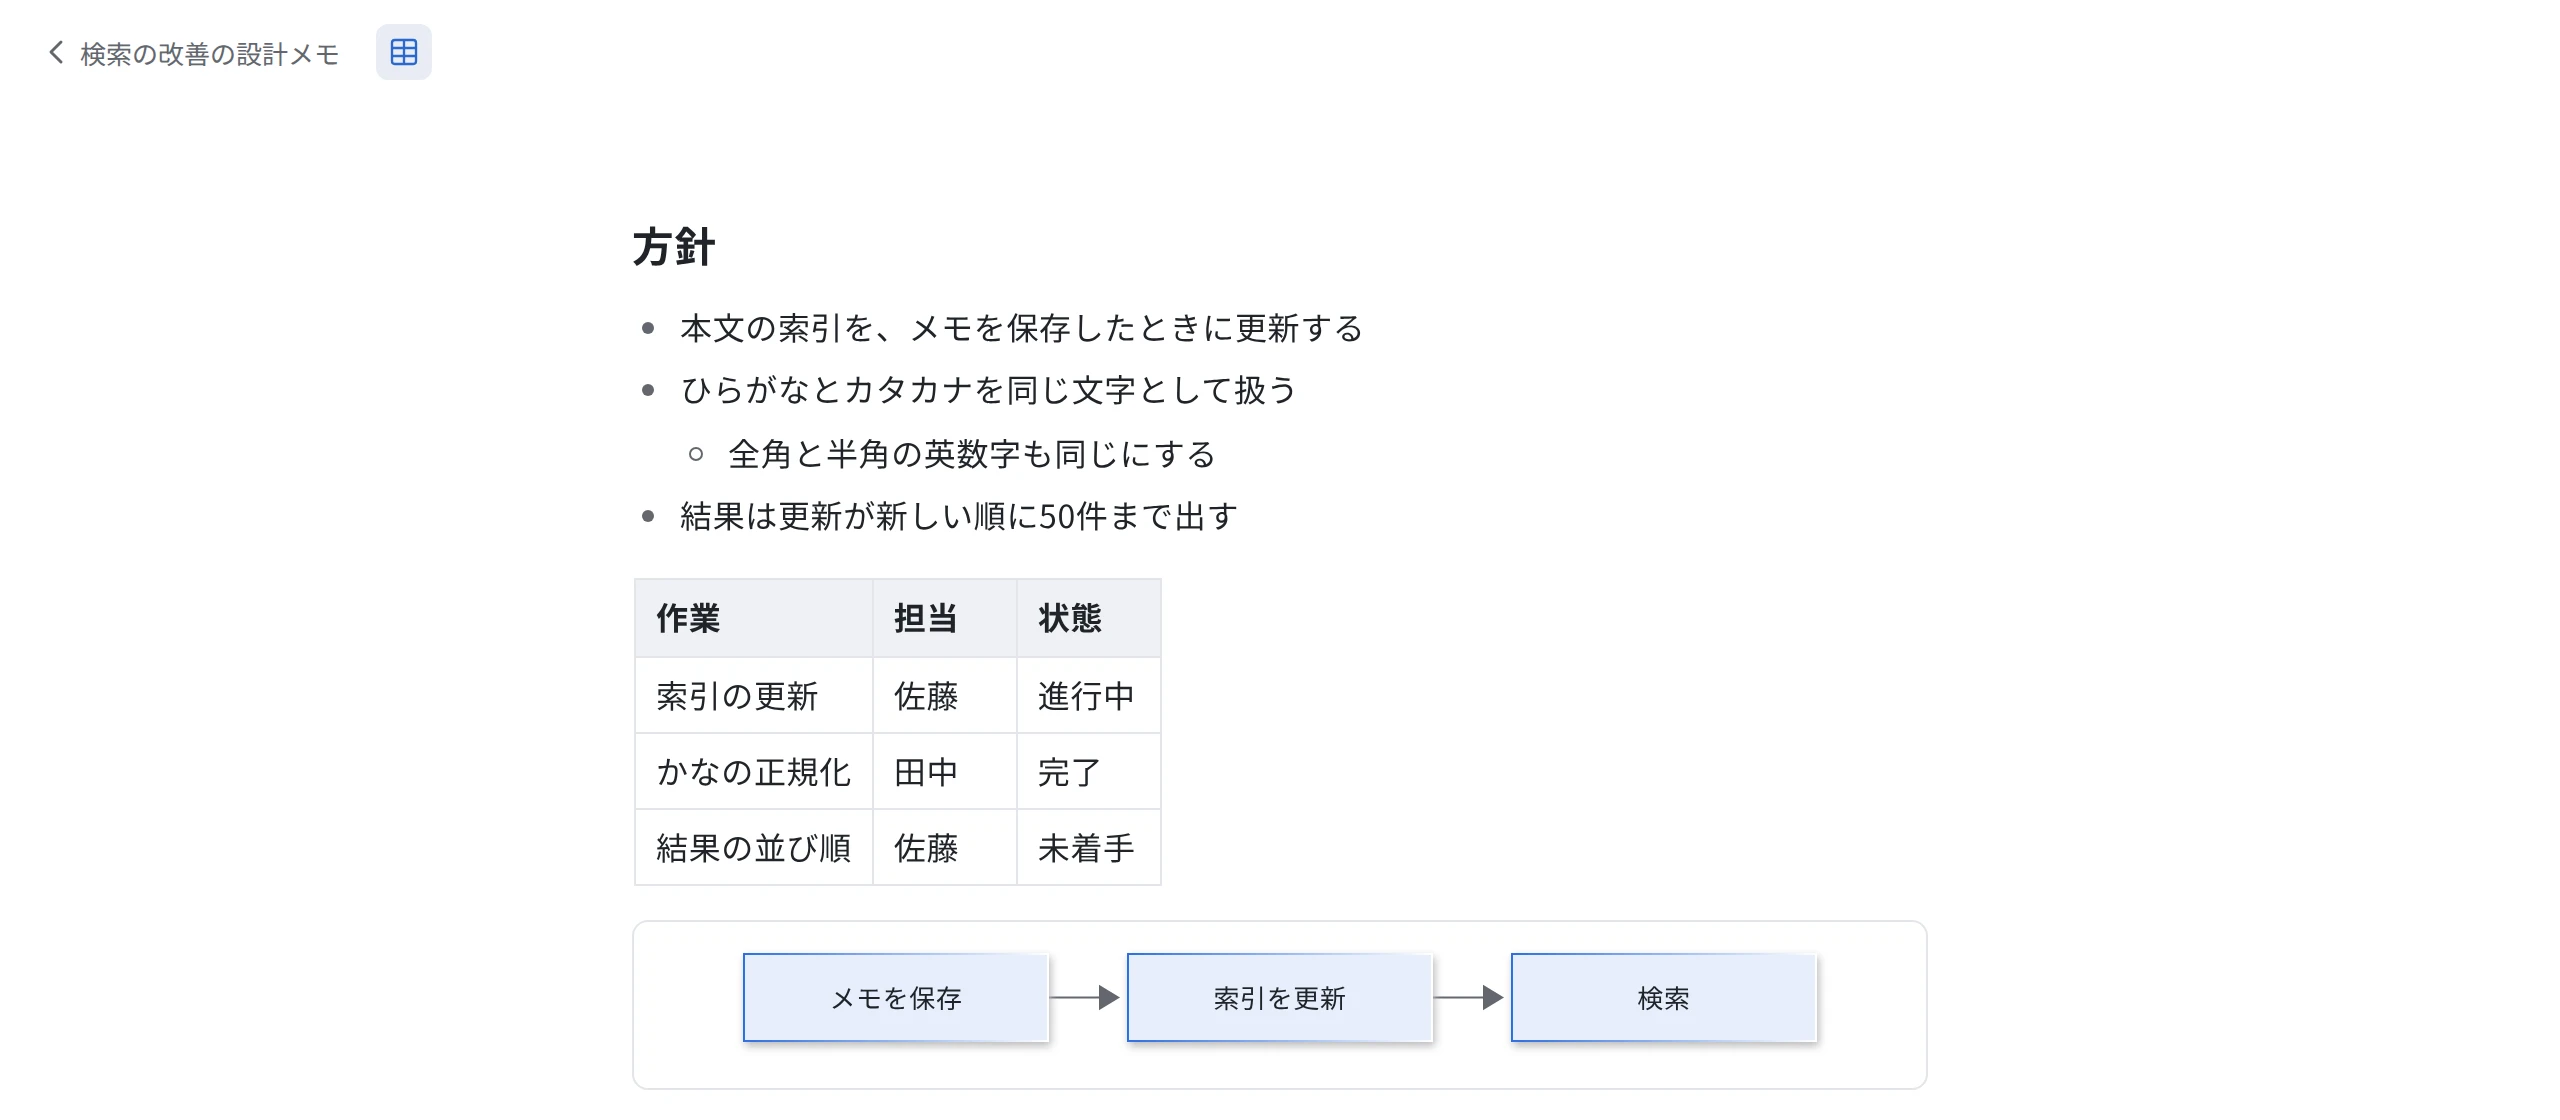 検索の改善の設計メモ
方針
本文の索引を、メモを保存したときに更新する
ひらがなとカタカナを同じ文字として扱う
全角と半角の英数字も同じにする
結果は更新が新しい順に50件まで出す
作業 担当 状態
索引の更新 佐藤 進行中
かなの正規化 田中 完了
結果の並び順 佐藤 未着手
メモを保存 索引を更新 検索